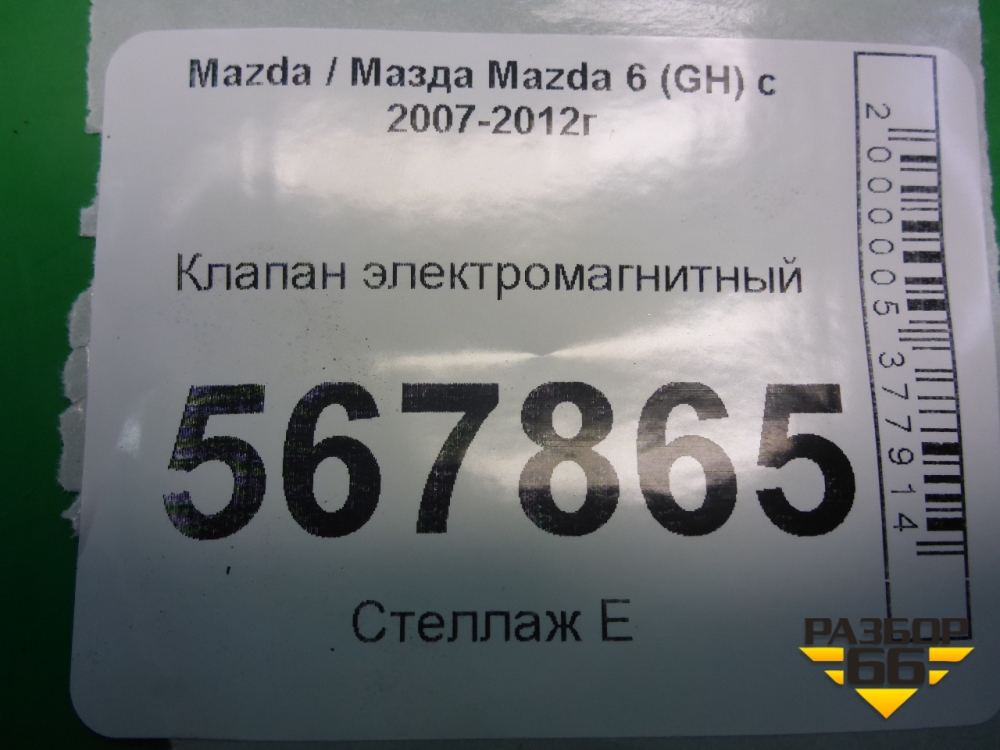 Mazda / Мазда Mazda 6 (GH) с
2007-2012г
Клапан электромагнитный
567865
Стеллаж Е
2000005377914
РАЗБОР
66